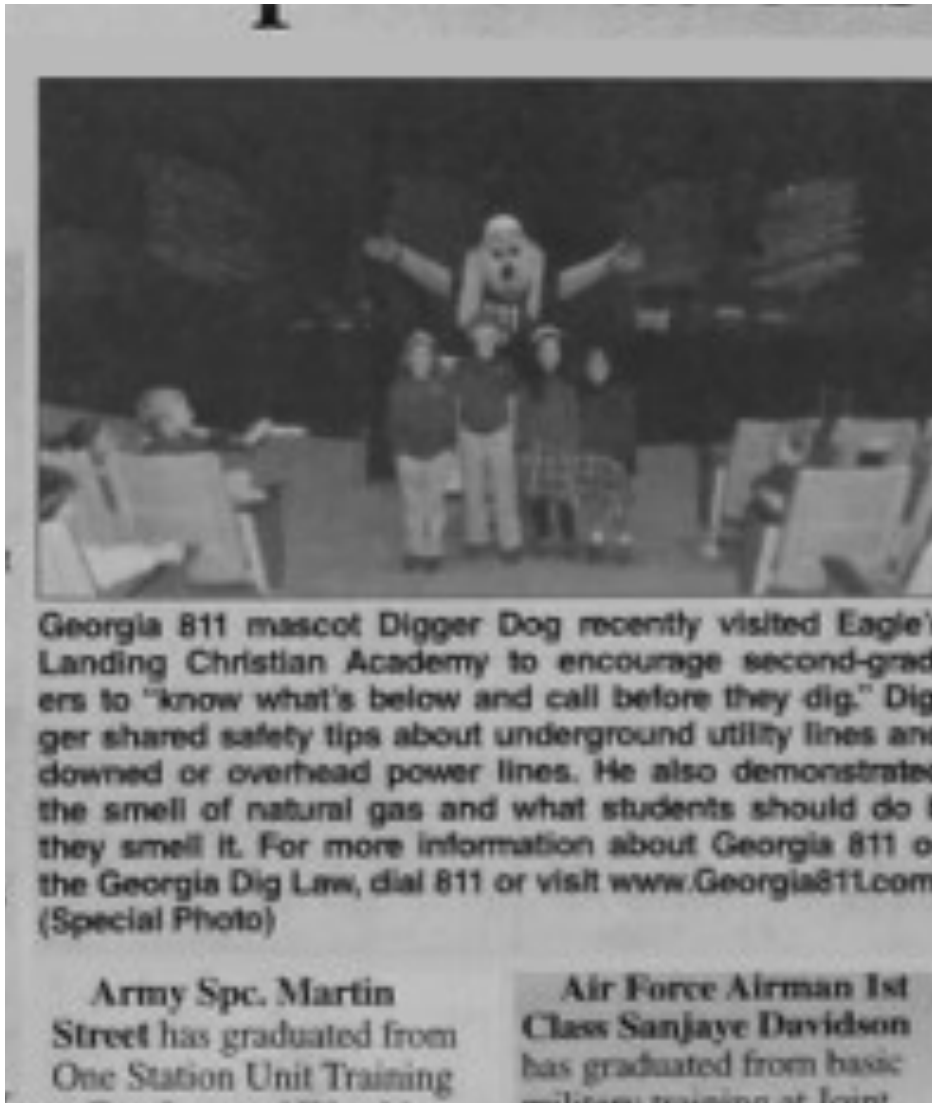 Georgia 811 mascot Digger Dog recently visited Eagle'
Landing Christian Academy to encourage second-grad
ers to "know what's below and call before they dig." Dig
ger shared safety tips about underground utility lines and
downed or overhead power lines. He also demonstrated
the smell of natural gas and what students should do
they smell it. For more information about Georgia 811 o
the Georgia Dig Law, dial 811 or visit www.Georgia811.com
(Special Photo)
Army Spc. Martin
Street has graduated from
One Station Unit Training
Air Force Airman 1st
Class Sanjaye Davidson
has graduated from basic
military training at Joint